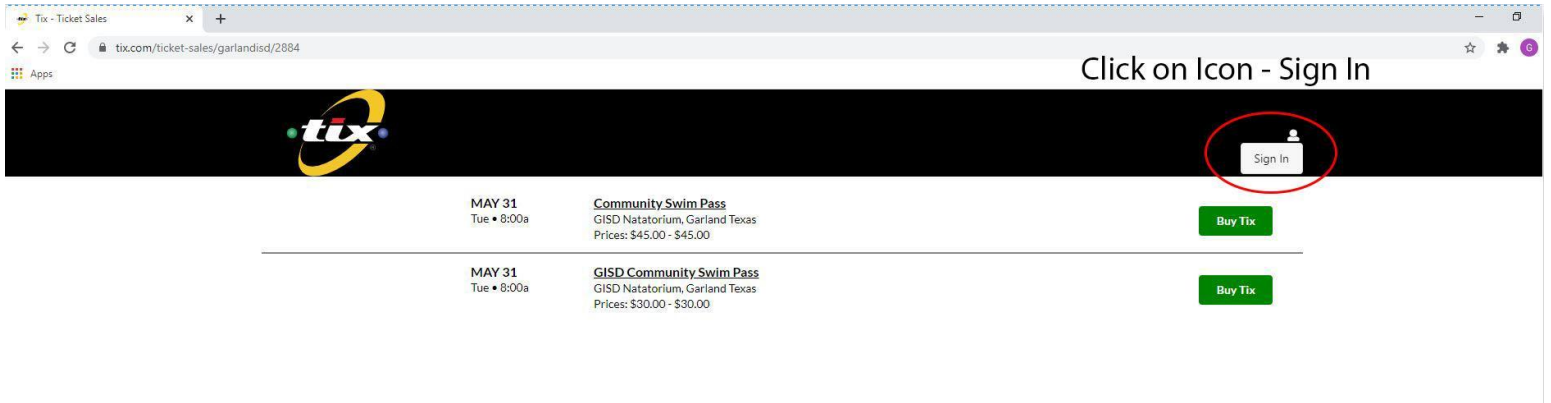 Tix - Ticket Sales
tix.com/ticket-sales/garlandisd/2884
G
Apps
Click on Icon - Sign In
tix
Sign In
MAY 31
Community Swim Pass
Tue • 8:00a
GISD Natatorium, Garland Texas
Prices: $45.00 - $45.00
Buy Tix
MAY 31
GISD Community Swim Pass
Tue • 8:00a
GISD Natatorium, Garland Texas
Prices: $30.00 - $30.00
Buy Tix